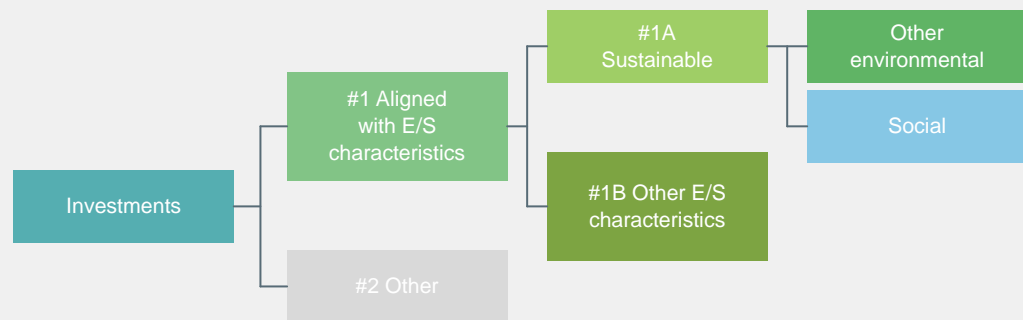 Investments
#1 Aligned
with E/S
characteristics
#2 Other
#1A
Sustainable
#1B Other E/S
characteristics
Other
environmental
Social